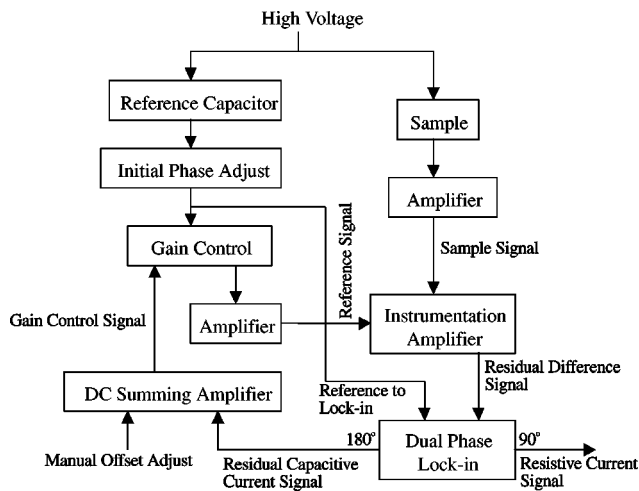 High Voltage
Reference Capacitor
Sample
Initial Phase Adjust
Amplifier
Gain Control
Reference Signal
Sample Signal
Gain Control Signal
Amplifier
Instrumentation
Amplifier
DC Summing Amplifier
Reference to
Lock-in
Residual Difference
Signal
Manual Offset Adjust
180°
Residual Capacitive
Current Signal
Dual Phase
Lock-in
90°
Resistive Current
Signal